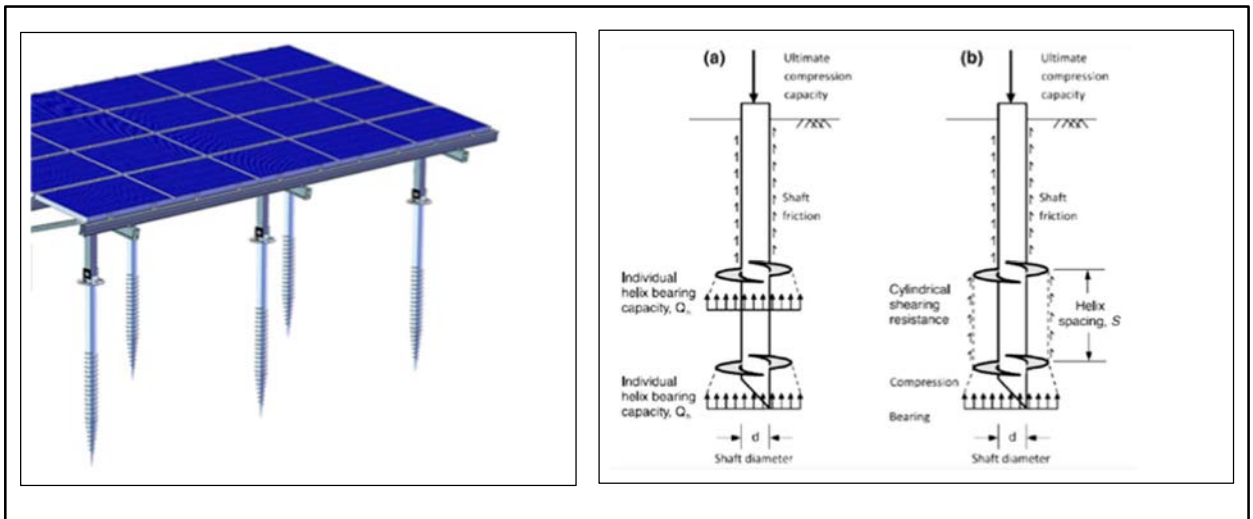 (a)
Ultimate
compression
capacity
Shaft
friction
Individual
helix bearing
capacity, Qₕ
Individual
helix bearing
capacity, Qₕ
d
Shaft diameter
(b)
Ultimate
compression
capacity
Shaft
friction
Cylindrical
shearing
resistance
Helix
spacing, S
Compression
Bearing
d
Shaft diameter